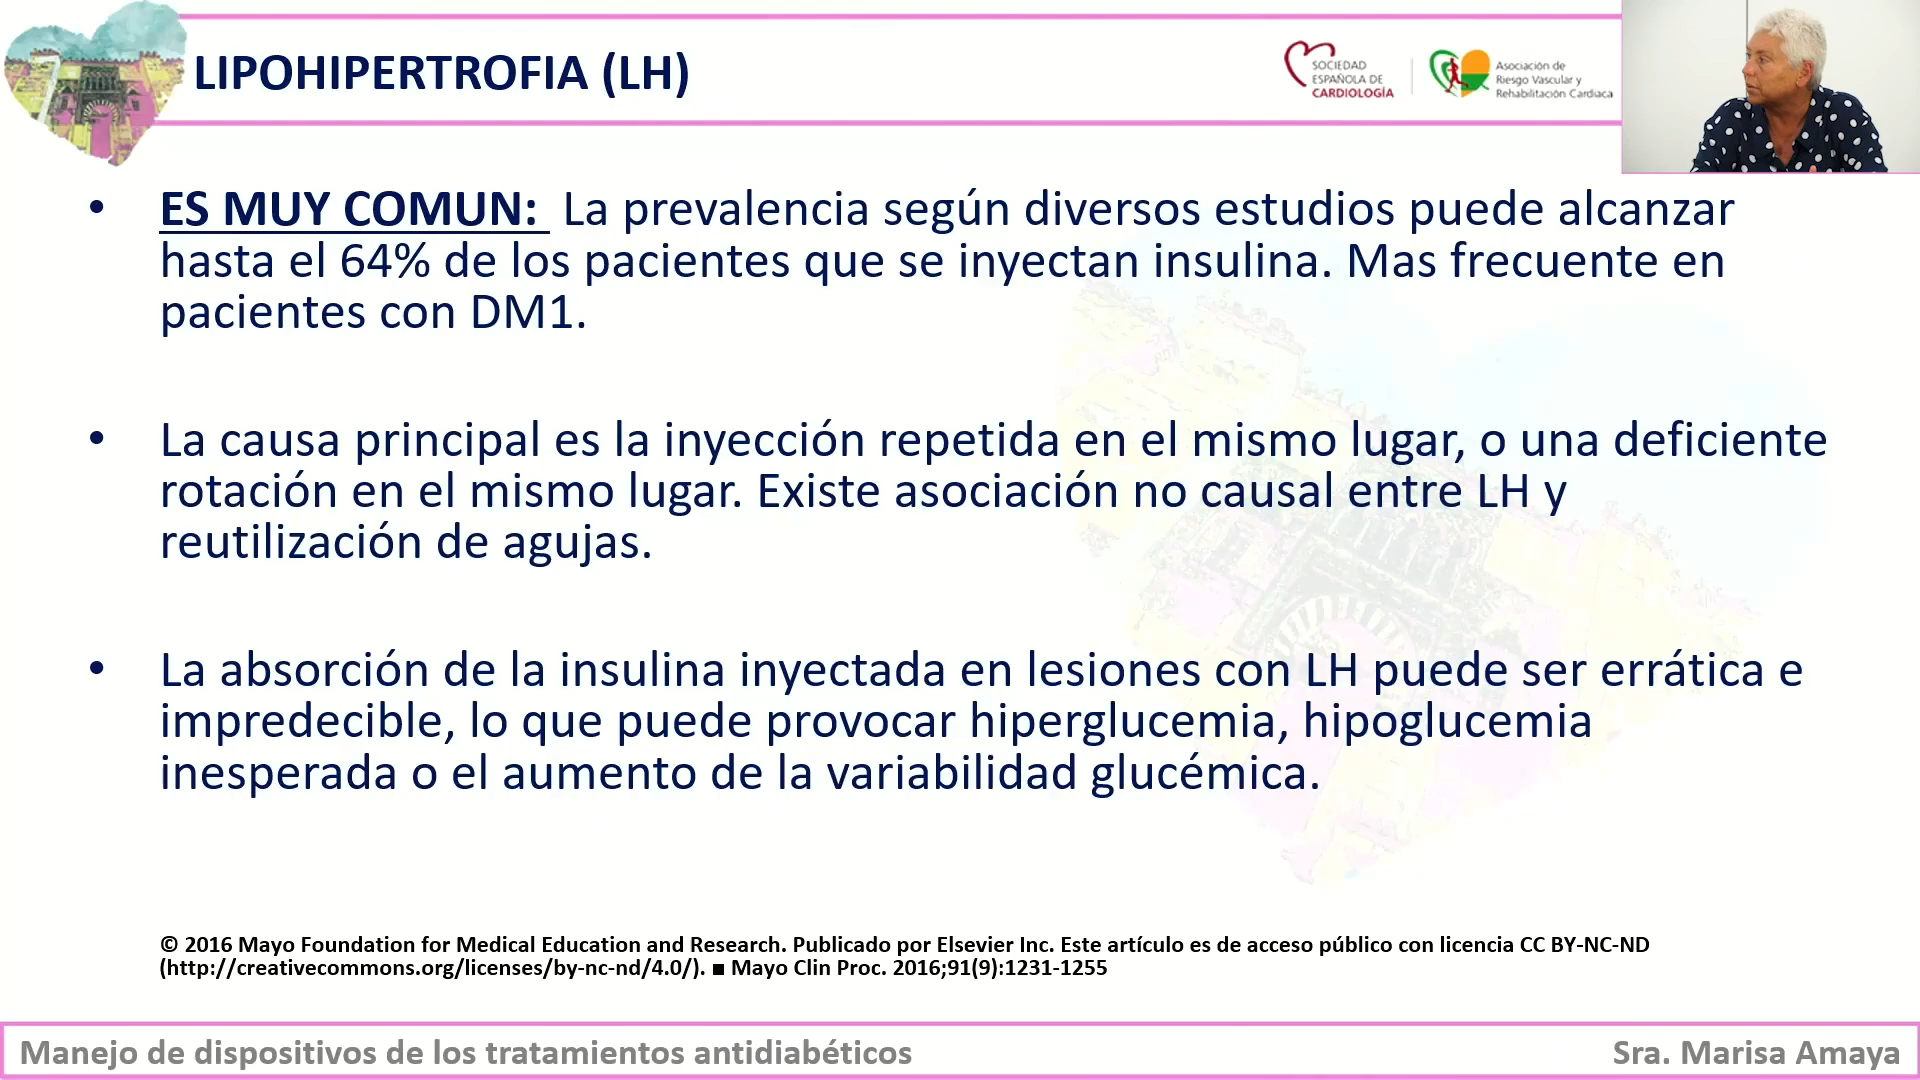 LIPOHIPERTROFIA (LH)
SOCIEDAD
ESPAÑOLA DE
CARDIOLOGÍA
Asociación de
Riesgo Vascular y
Rehabilitación Cardiaca
• ES MUY COMUN: La prevalencia según diversos estudios puede alcanzar
hasta el 64% de los pacientes que se inyectan insulina. Mas frecuente en
pacientes con DM1.
• La causa principal es la inyección repetida en el mismo lugar, o una deficiente
rotación en el mismo lugar. Existe asociación no causal entre LH y
reutilización de agujas.
• La absorción de la insulina inyectada en lesiones con LH puede ser errática e
impredecible, lo que puede provocar hiperglucemia, hipoglucemia
inesperada o el aumento de la variabilidad glucémica.
© 2016 Mayo Foundation for Medical Education and Research. Publicado por Elsevier Inc. Este artículo es de acceso público con licencia CC BY-NC-ND
(http://creativecommons.org/licenses/by-nc-nd/4.0/). ■ Mayo Clin Proc. 2016;91(9):1231-1255
Manejo de dispositivos de los tratamientos antidiabéticos
Sra. Marisa Amaya